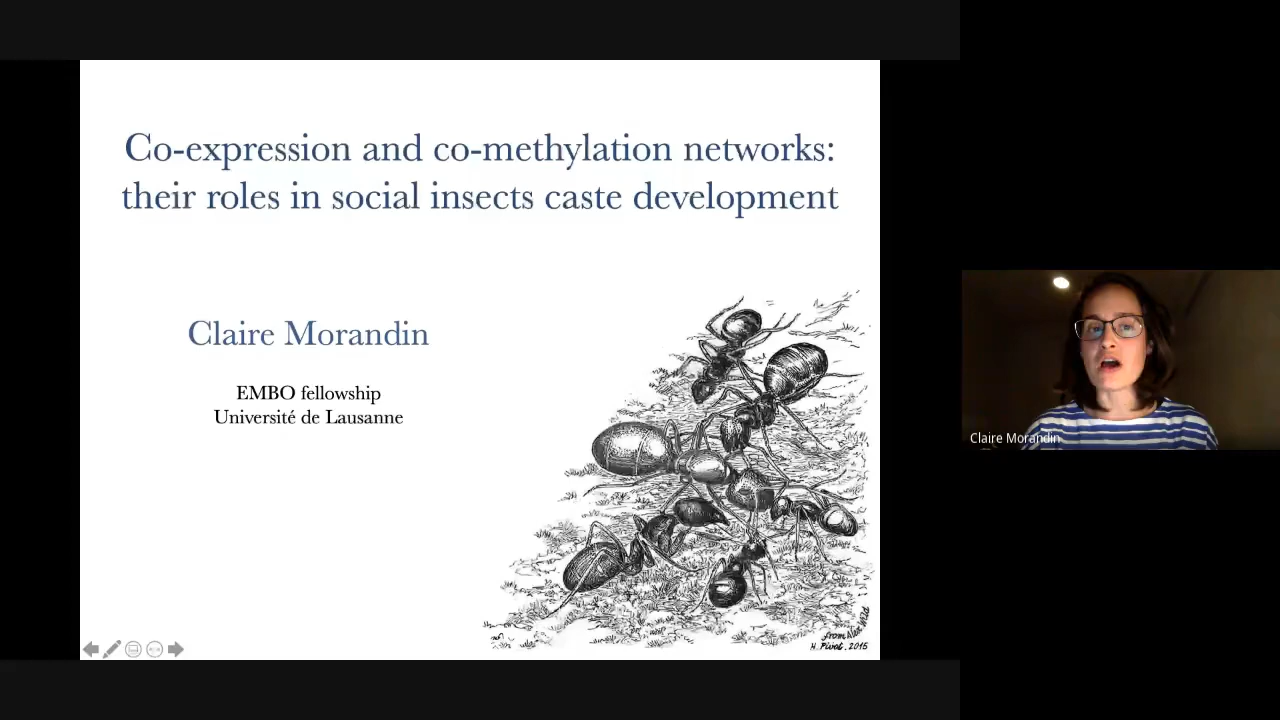 Co-expression and co-methylation networks:
their roles in social insects caste development
Claire Morandin
EMBO fellowship
Université de Lausanne
H. Pivot. 2015
Claire Morandin